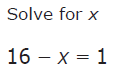 Solve for x
16 – x = 1